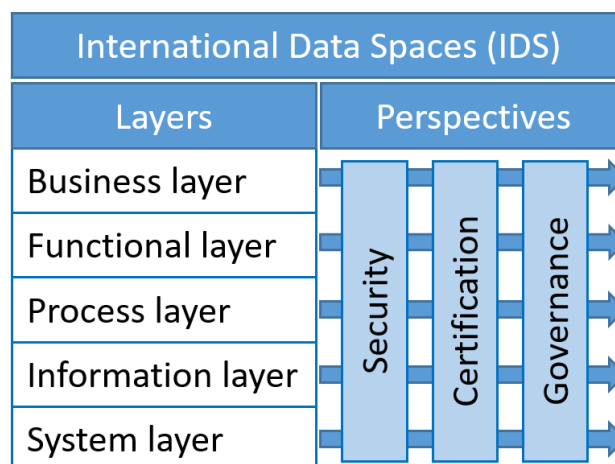 International Data Spaces (IDS)
Layers
Perspectives
Business layer
Functional layer
Process layer
Information layer
System layer
Security
Certification
Governance